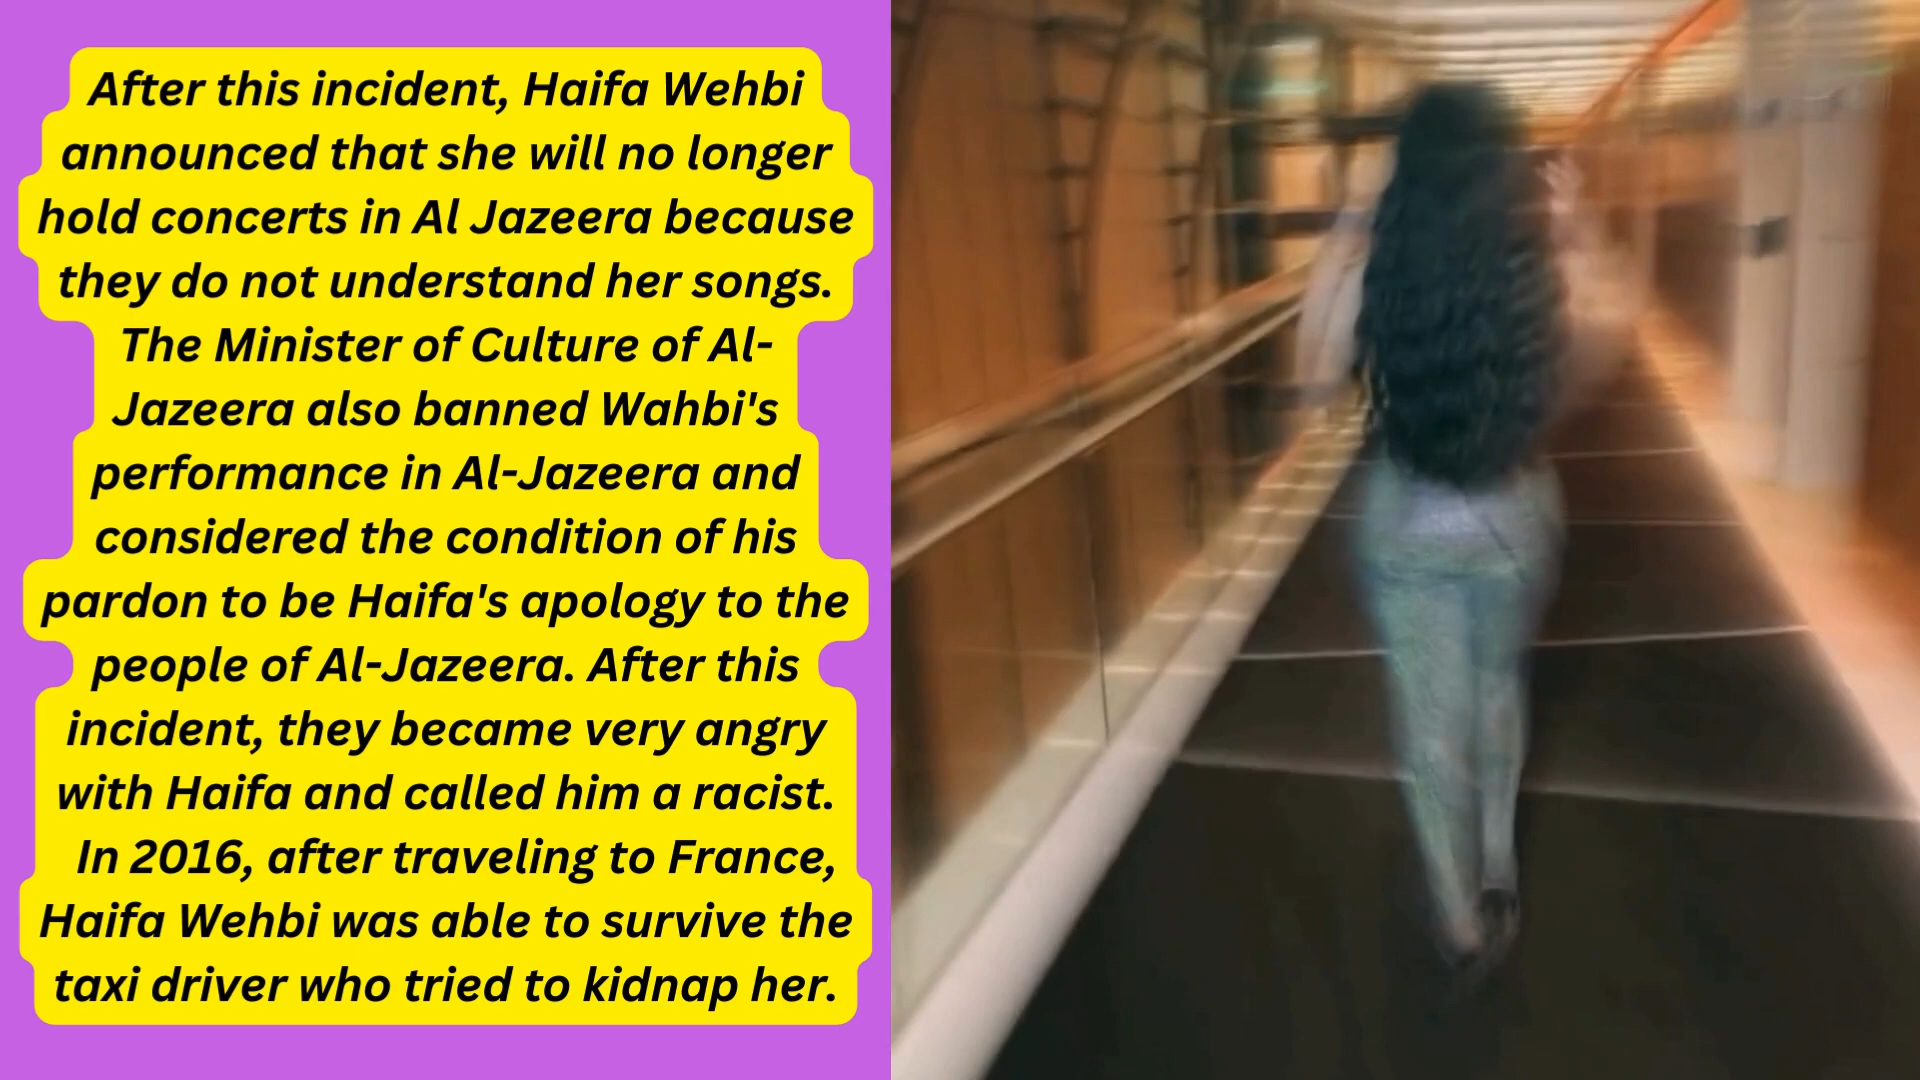 After this incident, Haifa Wehbi
announced that she will no longer
hold concerts in Al Jazeera because
they do not understand her songs.
The Minister of Culture of Al-
Jazeera also banned Wahbi's
performance in Al-Jazeera and
considered the condition of his
pardon to be Haifa's apology to the
people of Al-Jazeera. After this
incident, they became very angry
with Haifa and called him a racist.
In 2016, after traveling to France,
Haifa Wehbi was able to survive the
taxi driver who tried to kidnap her.